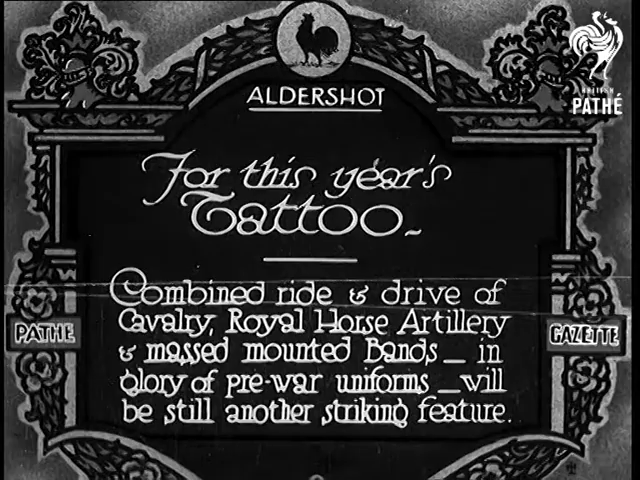 BRITISH
PATHÉ
ALDERSHOT
For this year's
Tattoo_
Combined ride & drive of
Cavalry, Royal Horse Artillery
& massed mounted Bands _ in
glory of pre-war uniforms _ will
be still another striking feature.
PATHE
GAZETTE